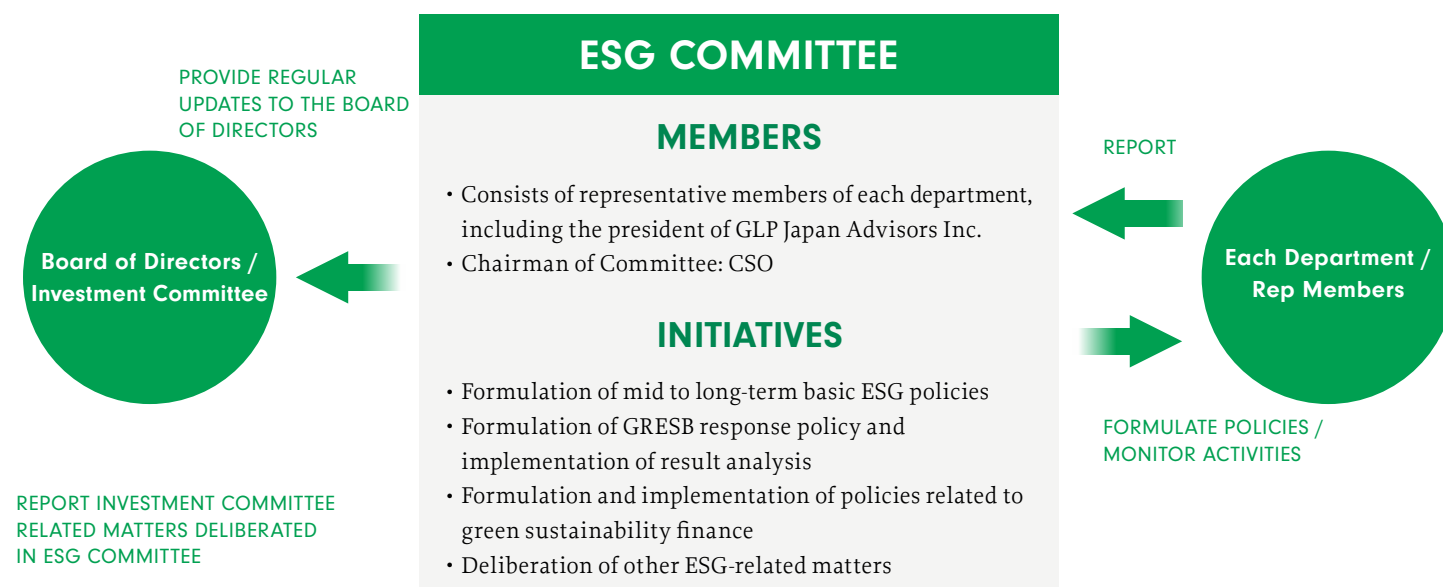 PROVIDE REGULAR
UPDATES TO THE BOARD
OF DIRECTORS
Board of Directors /
Investment Committee
REPORT INVESTMENT COMMITTEE
RELATED MATTERS DELIBERATED
IN ESG COMMITTEE
ESG COMMITTEE
MEMBERS
• Consists of representative members of each department,
including the president of GLP Japan Advisors Inc.
• Chairman of Committee: CSO
INITIATIVES
• Formulation of mid to long-term basic ESG policies
• Formulation of GRESB response policy and
implementation of result analysis
• Formulation and implementation of policies related to
green sustainability finance
• Deliberation of other ESG-related matters
REPORT
Each Department /
Rep Members
FORMULATE POLICIES /
MONITOR ACTIVITIES